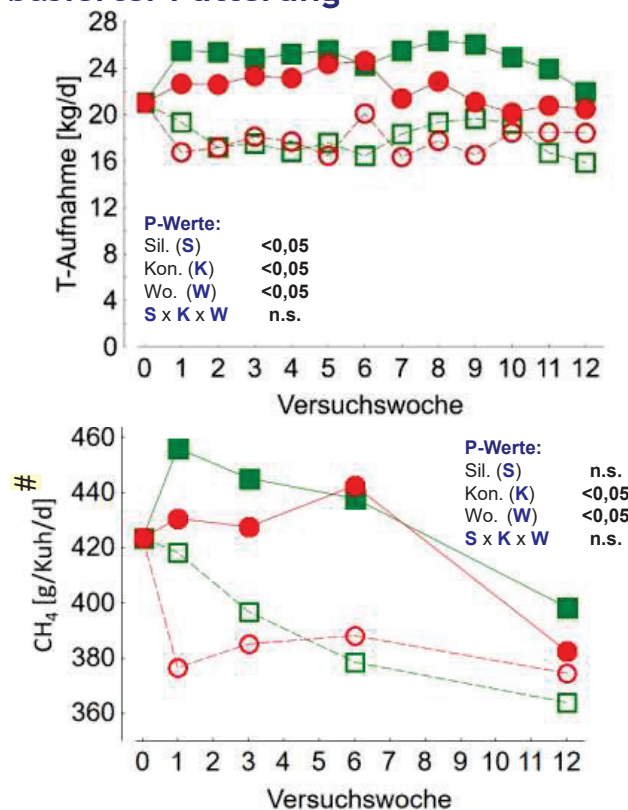 T-Aufnahme [kg/d]
28
24
20
16
12
8
4
0
P-Werte:
Sil. (S) <0,05
Kon. (K) <0,05
Wo. (W) <0,05
S x K x W n.s.
0 1 2 3 4 5 6 7 8 9 10 11 12
Versuchswoche
#
CH₄ [g/Kuh/d]
460
440
420
400
380
360
P-Werte:
Sil. (S) n.s.
Kon. (K) <0,05
Wo. (W) <0,05
S x K x W n.s.
0 1 2 3 4 5 6 7 8 9 10 11 12
Versuchswoche